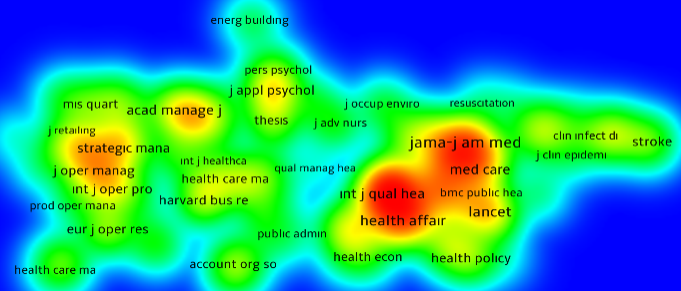 energ building
pers psychol
j appl psychol
mis quart
acad manage j
j occup enviro
resuscitation
thesis
j adv nurs
j retailing
strategic mana
jama-j am med
clin infect di
stroke
j clin epidemi
int j healthca
j oper manag
qual manag hea
med care
health care ma
int j oper pro
int j qual hea
bmc public hea
prod oper mana
harvard bus re
lancet
health affair
eur j oper res
public admin
health econ
health policy
account org so
health care ma